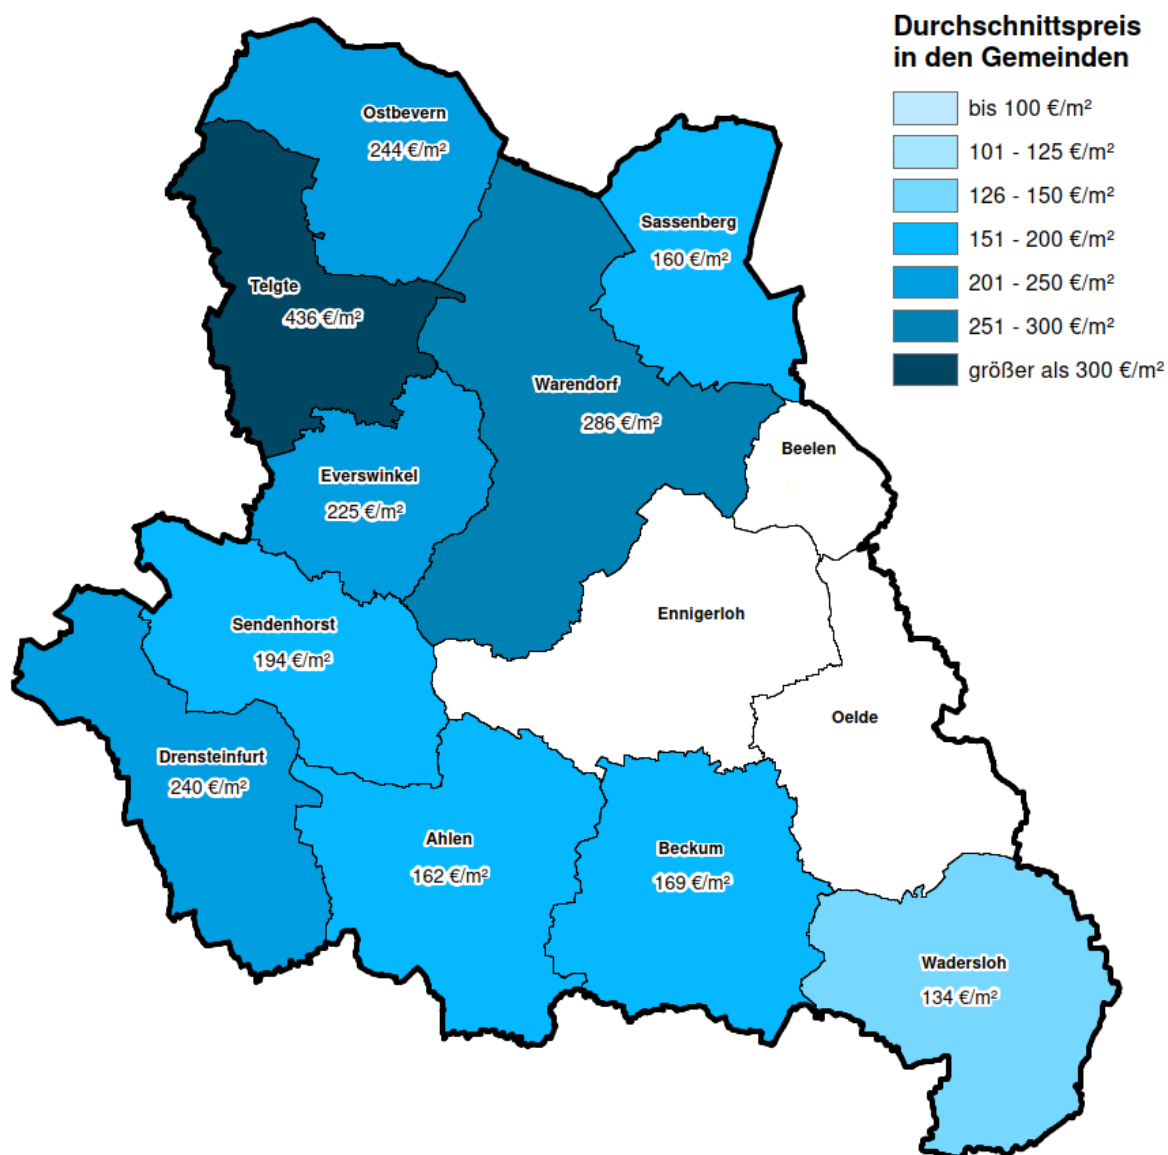 Durchschnittspreis
in den Gemeinden
bis 100 €/m²
101 - 125 €/m²
126 - 150 €/m²
151 - 200 €/m²
201 - 250 €/m²
251 - 300 €/m²
größer als 300 €/m²
Ostbevern
244 €/m²
Sassenberg
160 €/m²
Telgte
436 €/m²
Warendorf
286 €/m²
Beelen
Everswinkel
225 €/m²
Ennigerloh
Sendenhorst
194 €/m²
Oelde
Drensteinfurt
240 €/m²
Ahlen
162 €/m²
Beckum
169 €/m²
Wadersloh
134 €/m²